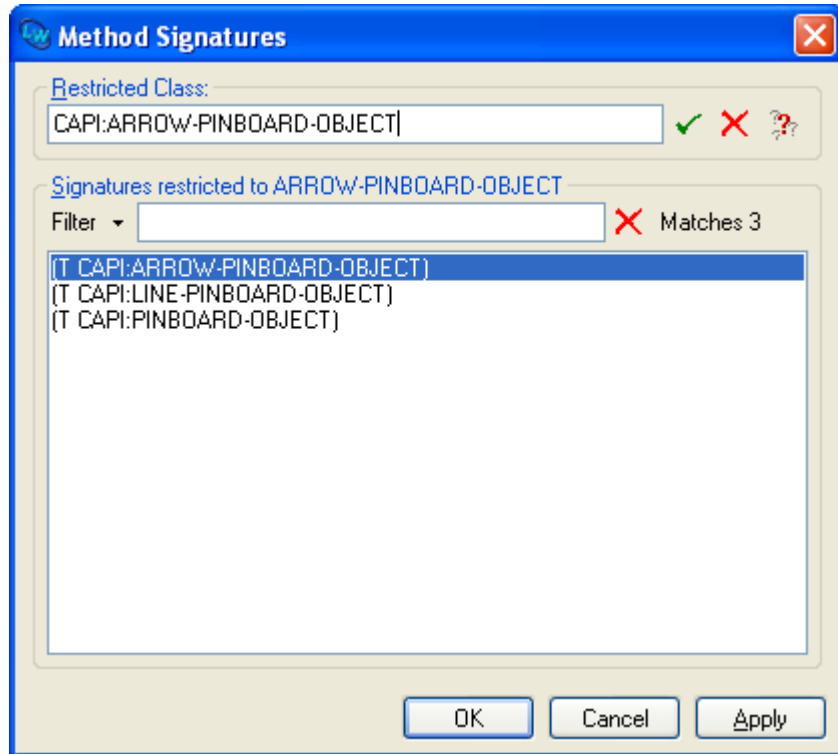 LW Method Signatures
Restricted Class:
CAPI:ARROW-PINBOARD-OBJECT
Signatures restricted to ARROW-PINBOARD-OBJECT
Filter Matches 3
(T CAPI:ARROW-PINBOARD-OBJECT)
(T CAPI:LINE-PINBOARD-OBJECT)
(T CAPI:PINBOARD-OBJECT)
OK Cancel Apply